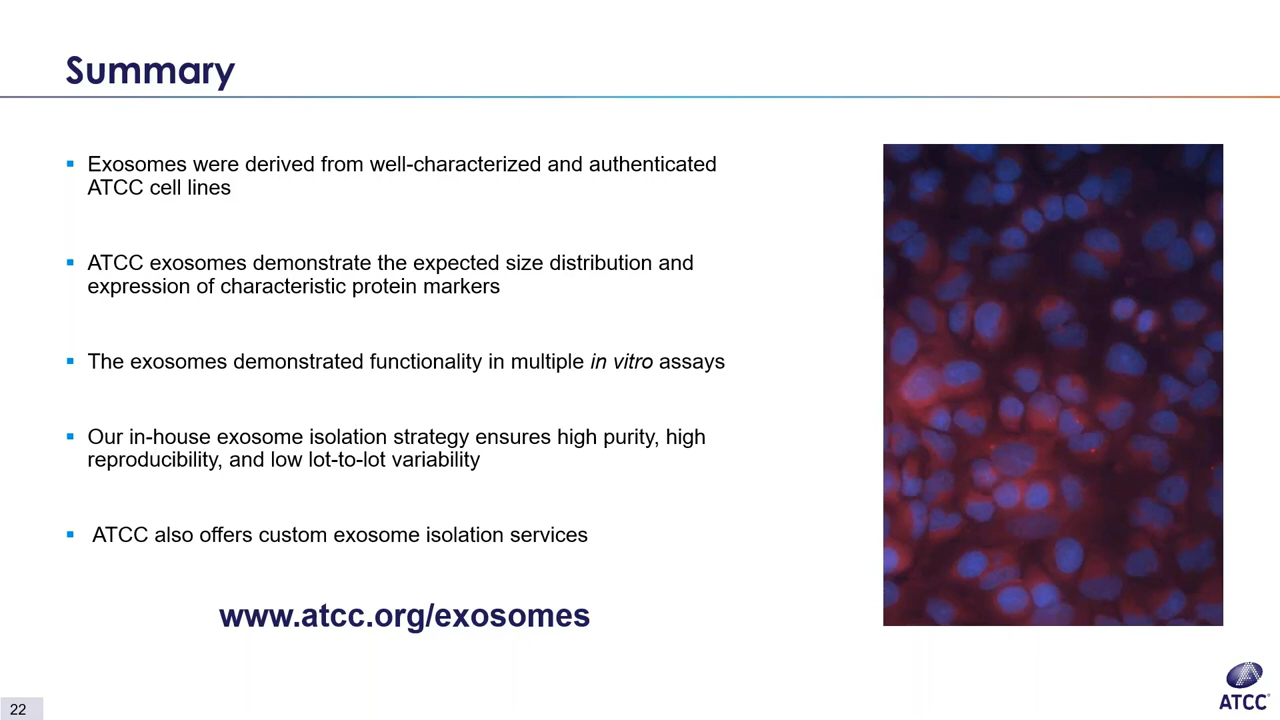 Summary
Exosomes were derived from well-characterized and authenticated
ATCC cell lines
ATCC exosomes demonstrate the expected size distribution and
expression of characteristic protein markers
The exosomes demonstrated functionality in multiple in vitro assays
Our in-house exosome isolation strategy ensures high purity, high
reproducibility, and low lot-to-lot variability
ATCC also offers custom exosome isolation services
www.atcc.org/exosomes
22
ATCC